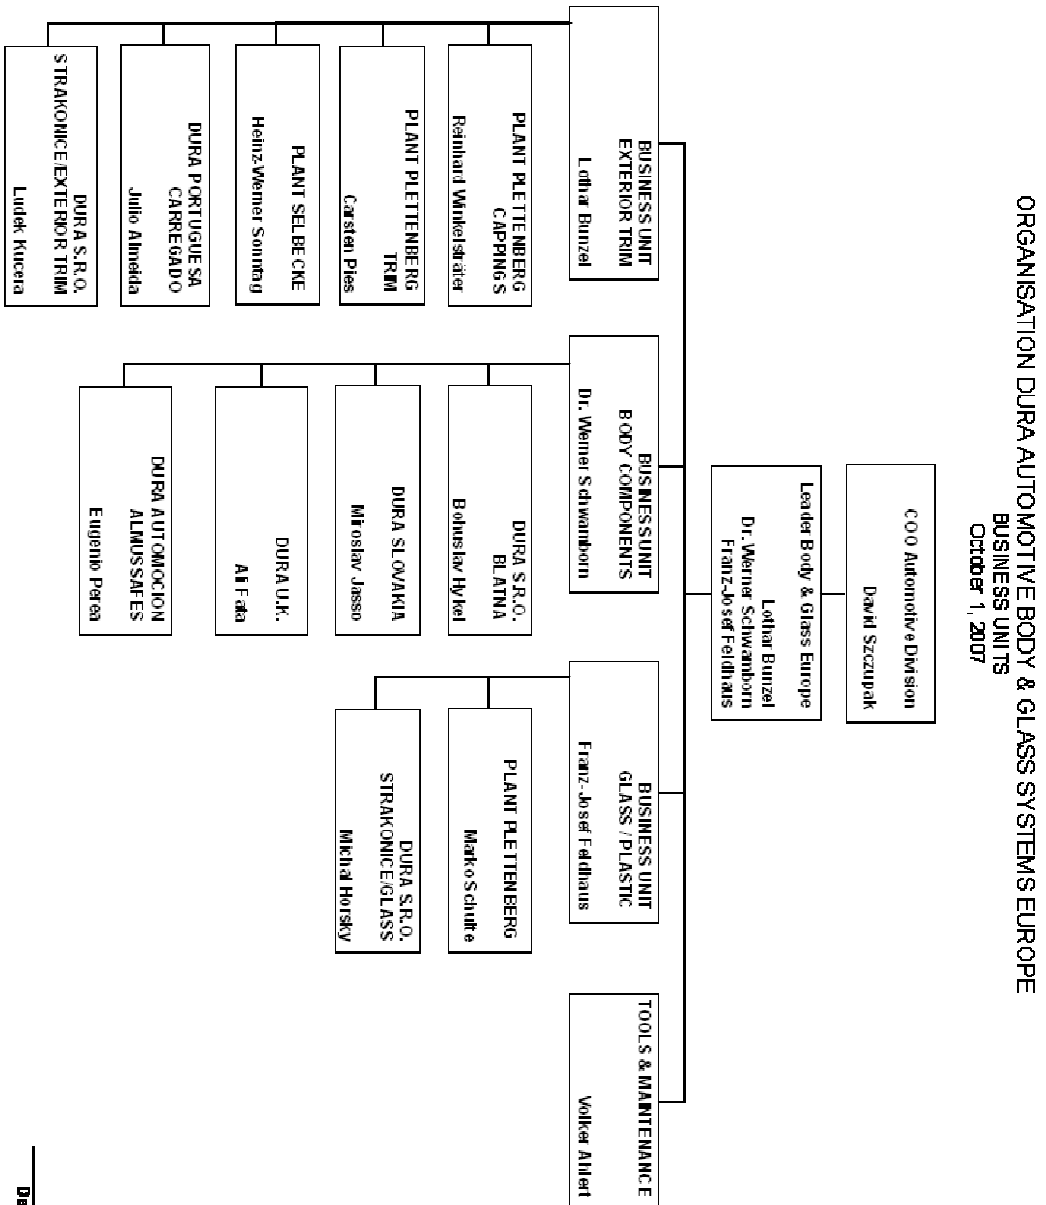 ORGANISATION DURA AUTOMOTIVE BODY & GLASS SYSTEMS EUROPE
BUSINESS UNITS
October 1, 2007
COO Automotive Division
David Szczupak
Leader Body & Glass Europe
Lothar Bunzel
Dr. Werner Schwamborn
Franz-Josef Feldhaus
BUSINESS UNIT
EXTERIOR TRIM
Lothar Bunzel
PLANT PLETTENBERG
CAPPINGS
Reinhard Winkelsträter
PLANT PLETTENBERG
TRIM
Carsten Pies
PLANT SELBECKE
Heinz-Werner Sonntag
DURA PORTUGUESA
CARREGADO
Julio Almeida
DURA S.R.O.
STRAKONICE/EXTERIOR TRIM
Ludek Kucera
BUSINESS UNIT
BODY COMPONENTS
Dr. Werner Schwamborn
DURA S.R.O.
BLATNA
Bohuslav Hykel
DURA SLOVAKIA
Miroslav Jasso
DURA U.K.
Ali Fala
DURA AUTOMOCION
ALMUSSAFES
Eugenio Perea
BUSINESS UNIT
GLASS / PLASTIC
Franz-Josef Feldhaus
PLANT PLETTENBERG
Marko Schulte
DURA S.R.O.
STRAKONICE/GLASS
Michal Horsky
TOOLS & MAINTENANCE
Volker Ahlert